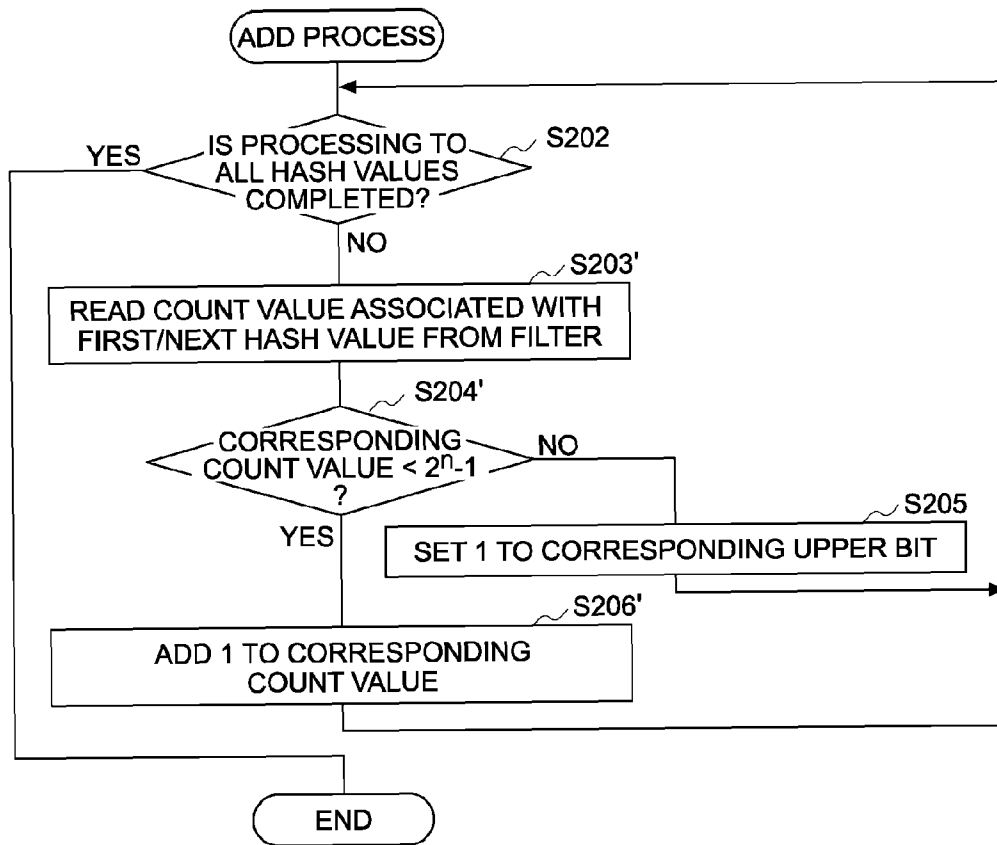 ADD PROCESS
IS PROCESSING TO
ALL HASH VALUES
COMPLETED?
S202
YES
NO
S203'
READ COUNT VALUE ASSOCIATED WITH
FIRST/NEXT HASH VALUE FROM FILTER
S204'
CORRESPONDING
COUNT VALUE < 2ⁿ-1
?
NO
YES
S205
SET 1 TO CORRESPONDING UPPER BIT
S206'
ADD 1 TO CORRESPONDING
COUNT VALUE
END